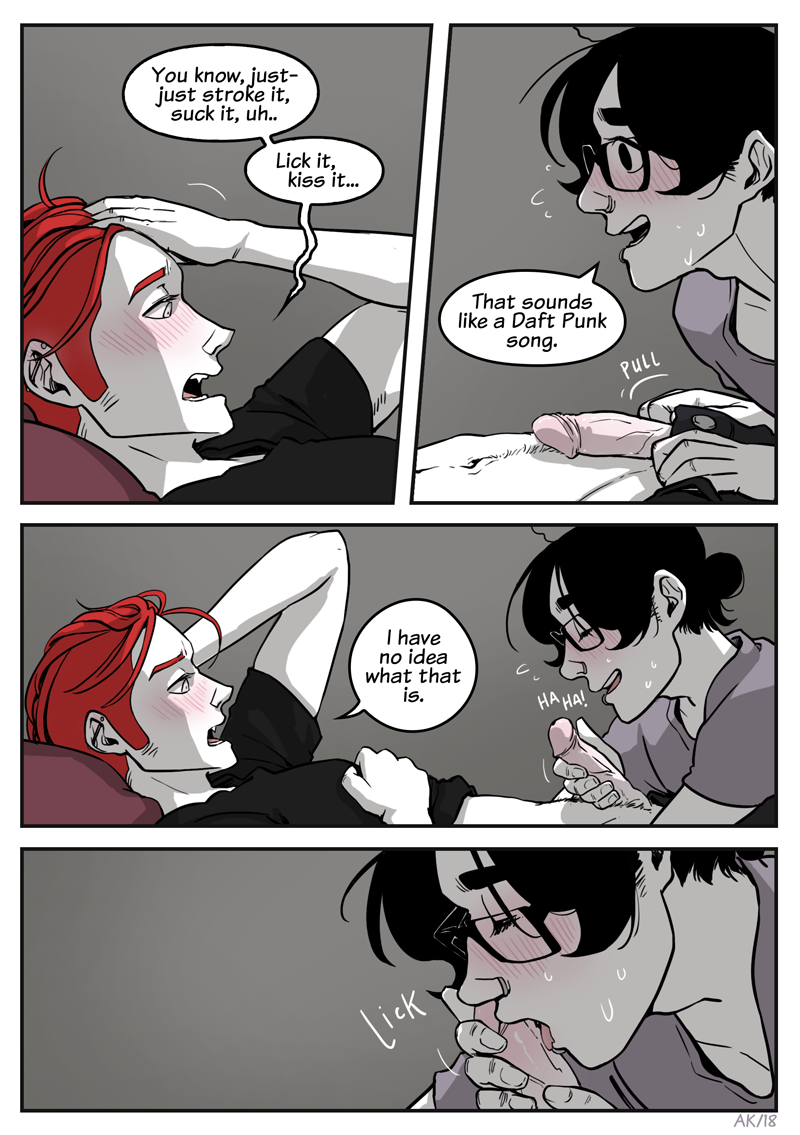 You know, just-
just stroke it,
suck it, uh..
Lick it,
kiss it...
That sounds
like a Daft Punk
song.
PULL
I have
no idea
what that
is.
HA HA!
Lick
AK/18